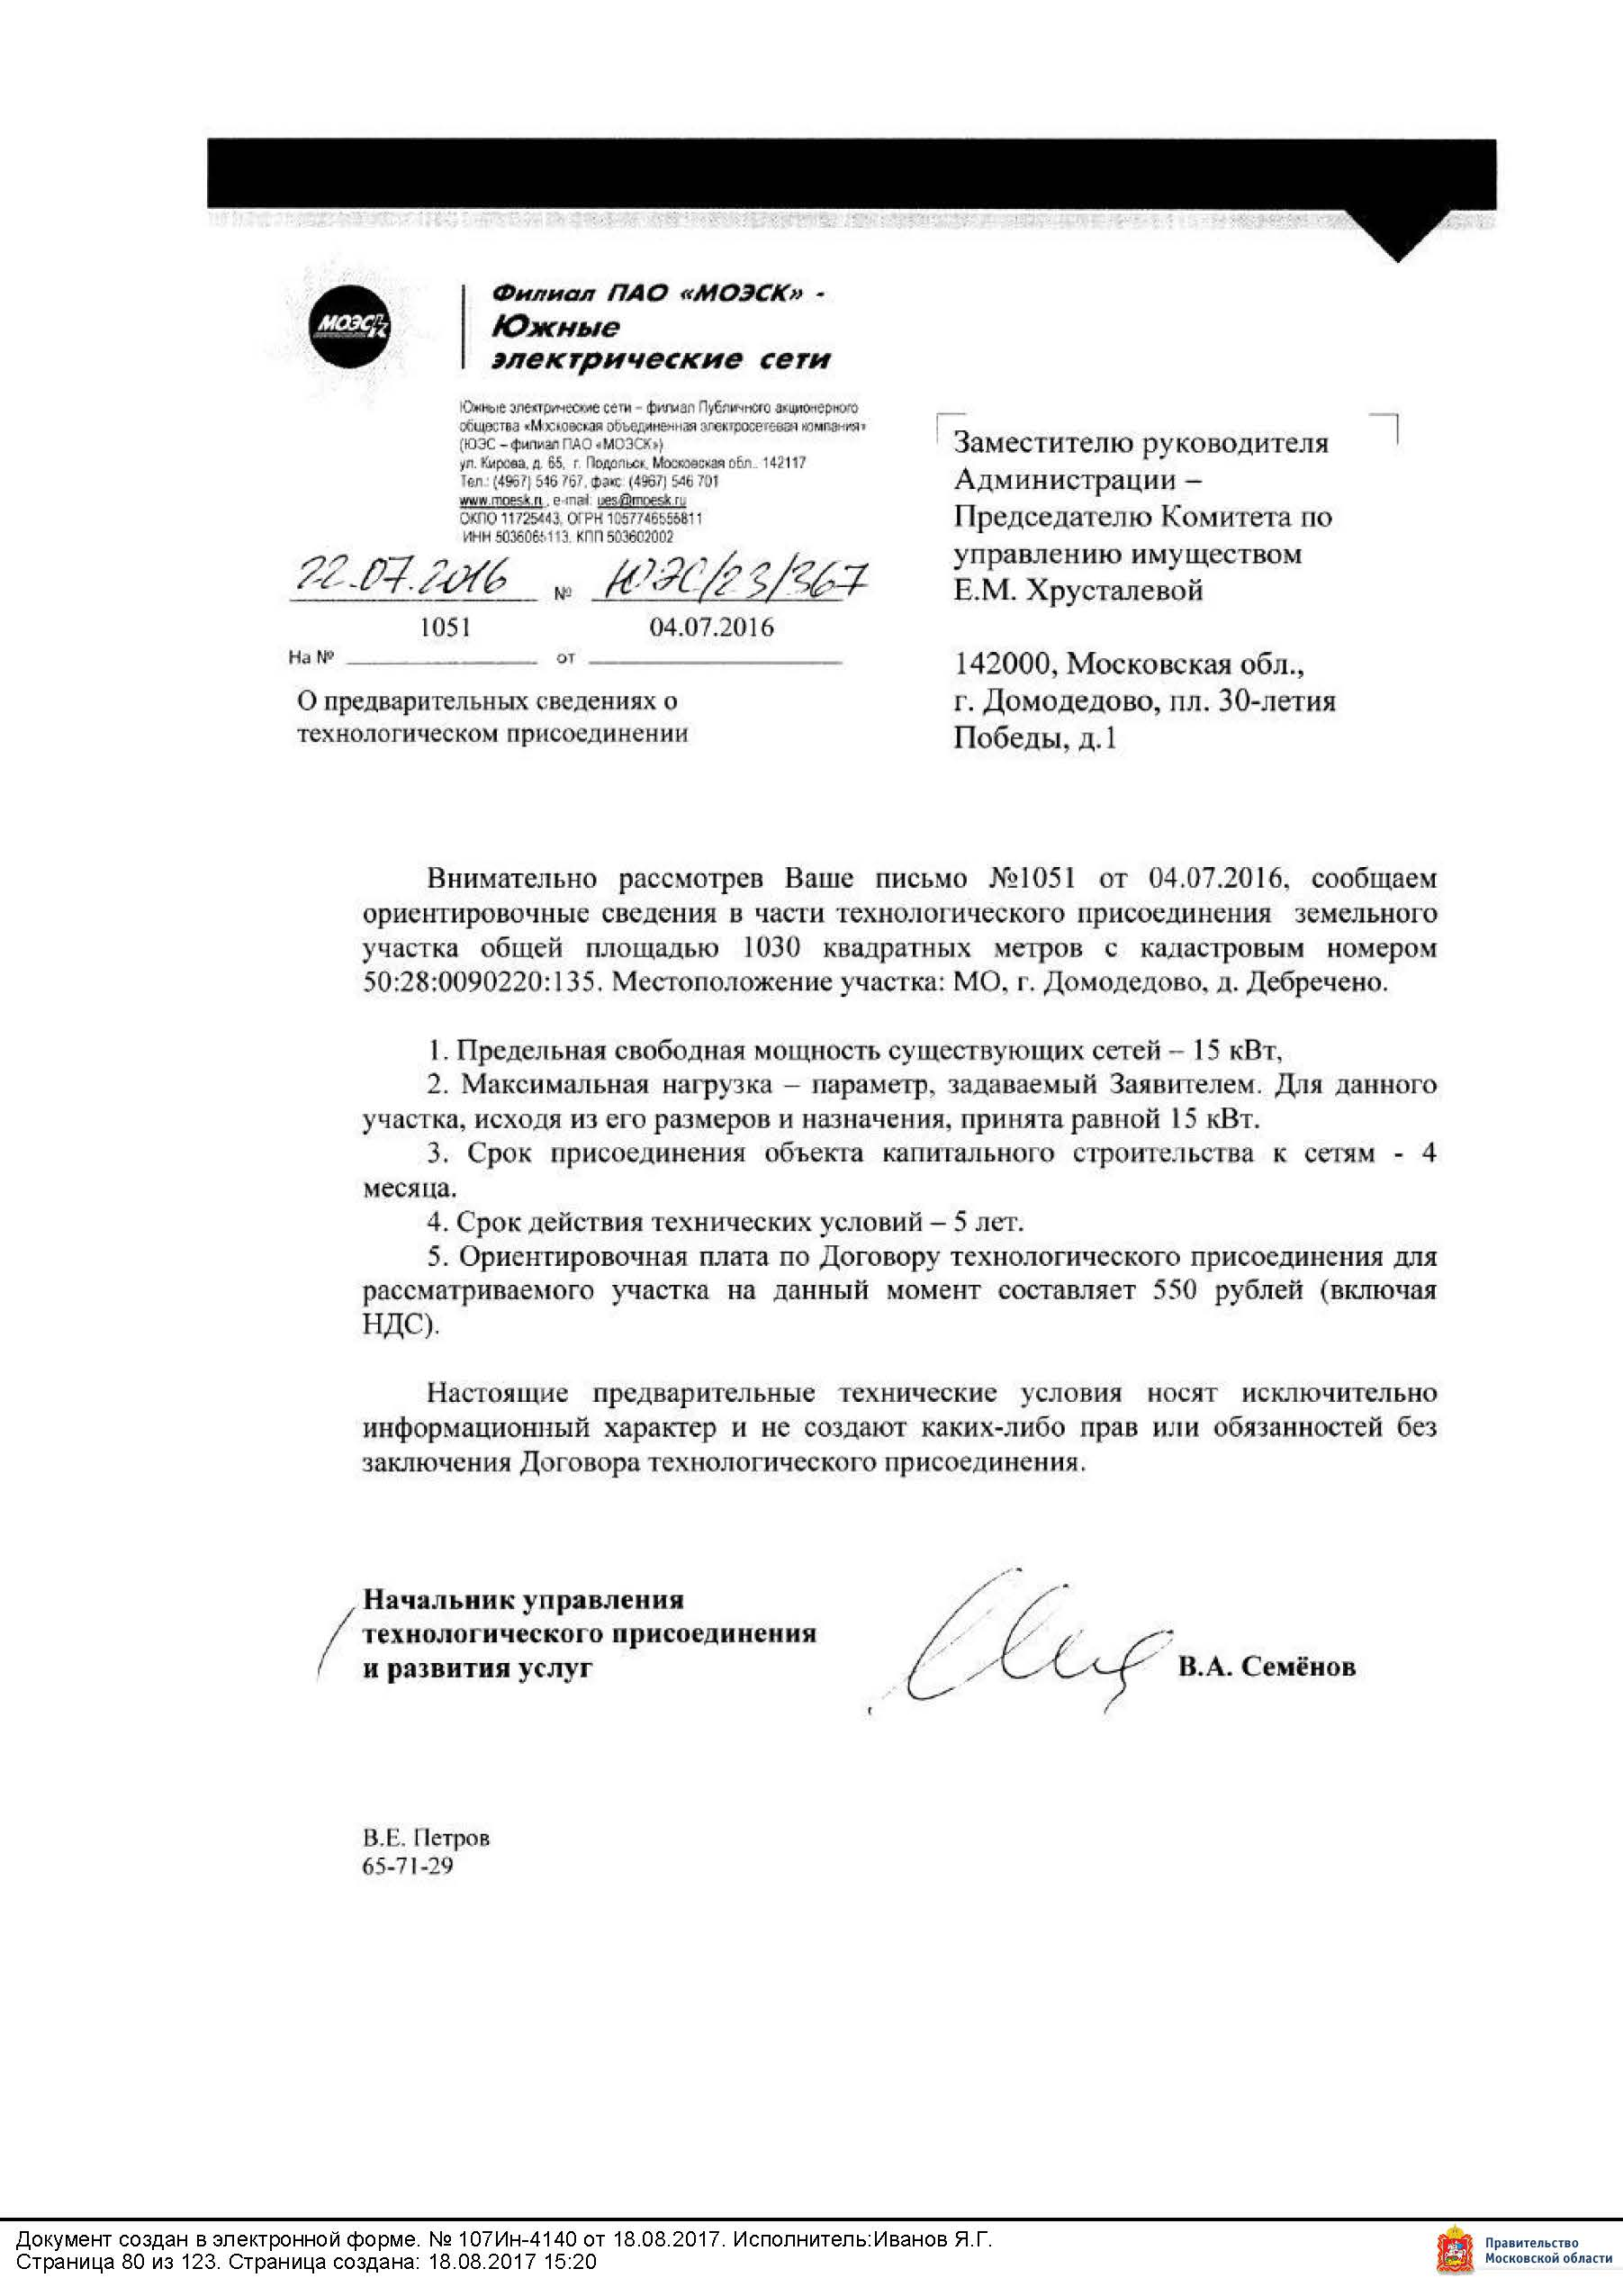 МОЭСК
Филиал ПАО «МОЭСК» -
Южные
электрические сети
Южные электрические сети – филиал Публичного акционерного
общества «Московская объединенная электросетевая компания»
(ЮЭС – филиал ПАО «МОЭСК»)
ул. Кирова, д. 65, г. Подольск, Московская обл., 142117
Тел.: (4967) 546 767, факс: (4967) 546 701
www.moesk.ru, e-mail: ues@moesk.ru
ОКПО 11725443, ОГРН 1057746555811
ИНН 5036065113, КПП 503602002
22.07.2016 № ЮЭС/23/367
1051 04.07.2016
На № от
О предварительных сведениях о
технологическом присоединении
Заместителю руководителя
Администрации –
Председателю Комитета по
управлению имуществом
Е.М. Хрусталевой
142000, Московская обл.,
г. Домодедово, пл. 30-летия
Победы, д.1
Внимательно рассмотрев Ваше письмо №1051 от 04.07.2016, сообщаем
ориентировочные сведения в части технологического присоединения земельного
участка общей площадью 1030 квадратных метров с кадастровым номером
50:28:0090220:135. Местоположение участка: МО, г. Домодедово, д. Дебречено.
1. Предельная свободная мощность существующих сетей – 15 кВт,
2. Максимальная нагрузка – параметр, задаваемый Заявителем. Для данного
участка, исходя из его размеров и назначения, принята равной 15 кВт.
3. Срок присоединения объекта капитального строительства к сетям - 4
месяца.
4. Срок действия технических условий – 5 лет.
5. Ориентировочная плата по Договору технологического присоединения для
рассматриваемого участка на данный момент составляет 550 рублей (включая
НДС).
Настоящие предварительные технические условия носят исключительно
информационный характер и не создают каких-либо прав или обязанностей без
заключения Договора технологического присоединения.
Начальник управления
технологического присоединения
и развития услуг
В.А. Семёнов
В.Е. Петров
65-71-29
Документ создан в электронной форме. № 107Ин-4140 от 18.08.2017. Исполнитель:Иванов Я.Г.
Страница 80 из 123. Страница создана: 18.08.2017 15:20
Правительство
Московской области